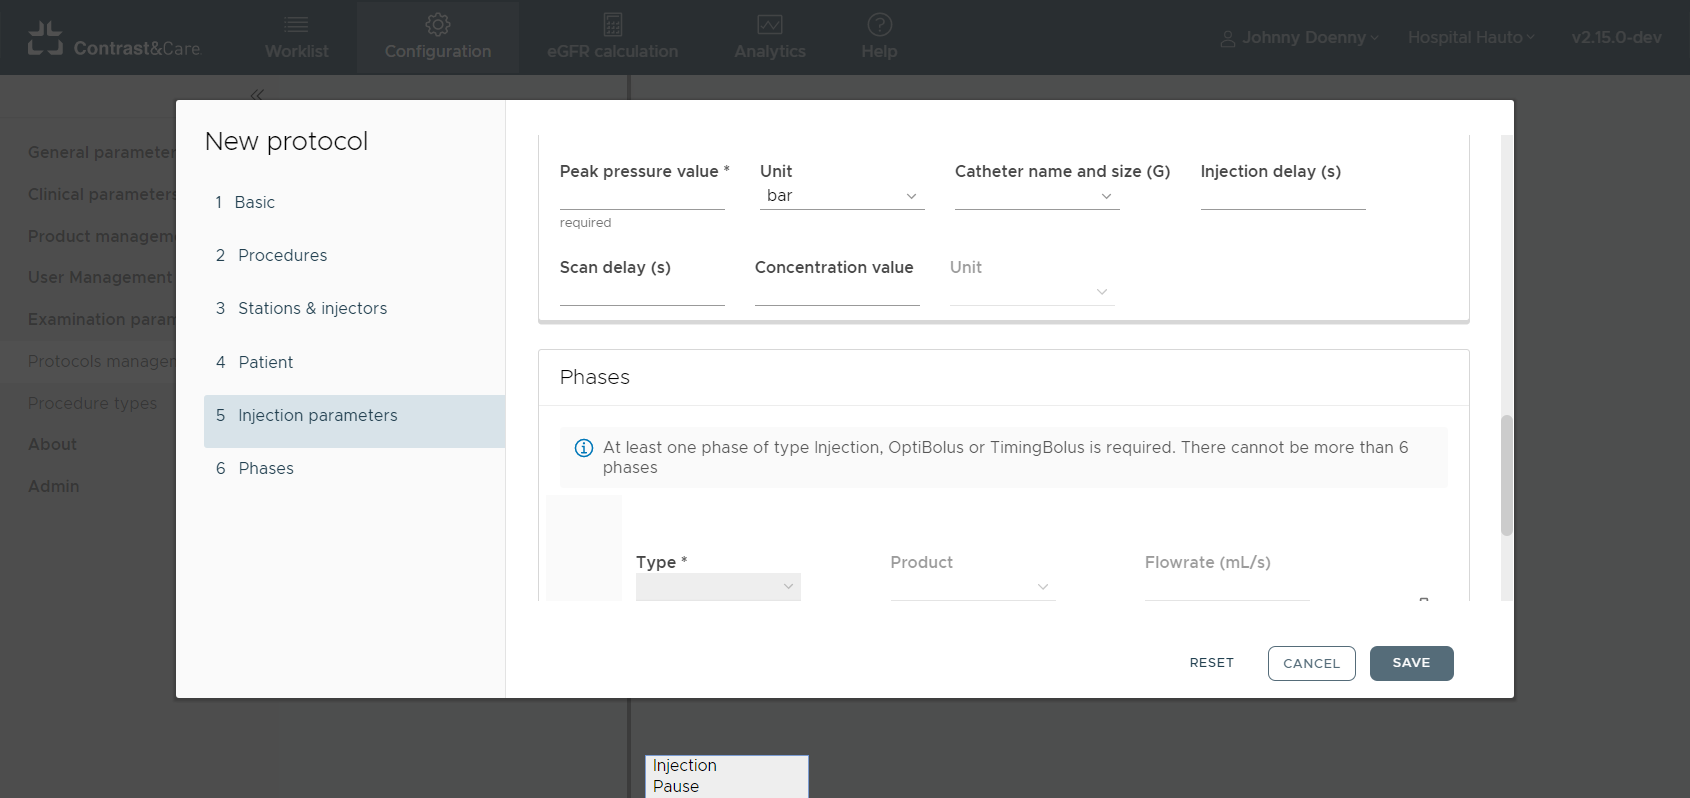 Contrast&Care
Worklist
Configuration
eGFR calculation
Analytics
Help
Johnny Doenny
Hospital Hauto
v2.15.0-dev
General parameter
Clinical parameters
Product managem
User Management
Examination param
Protocols managem
Procedure types
About
Admin
New protocol
1 Basic
2 Procedures
3 Stations & injectors
4 Patient
5 Injection parameters
6 Phases
Peak pressure value * Unit Catheter name and size (G) Injection delay (s)
bar
required
Scan delay (s) Concentration value Unit
Phases
At least one phase of type Injection, OptiBolus or TimingBolus is required. There cannot be more than 6
phases
Type * Product Flowrate (mL/s)
RESET CANCEL SAVE
Injection
Pause